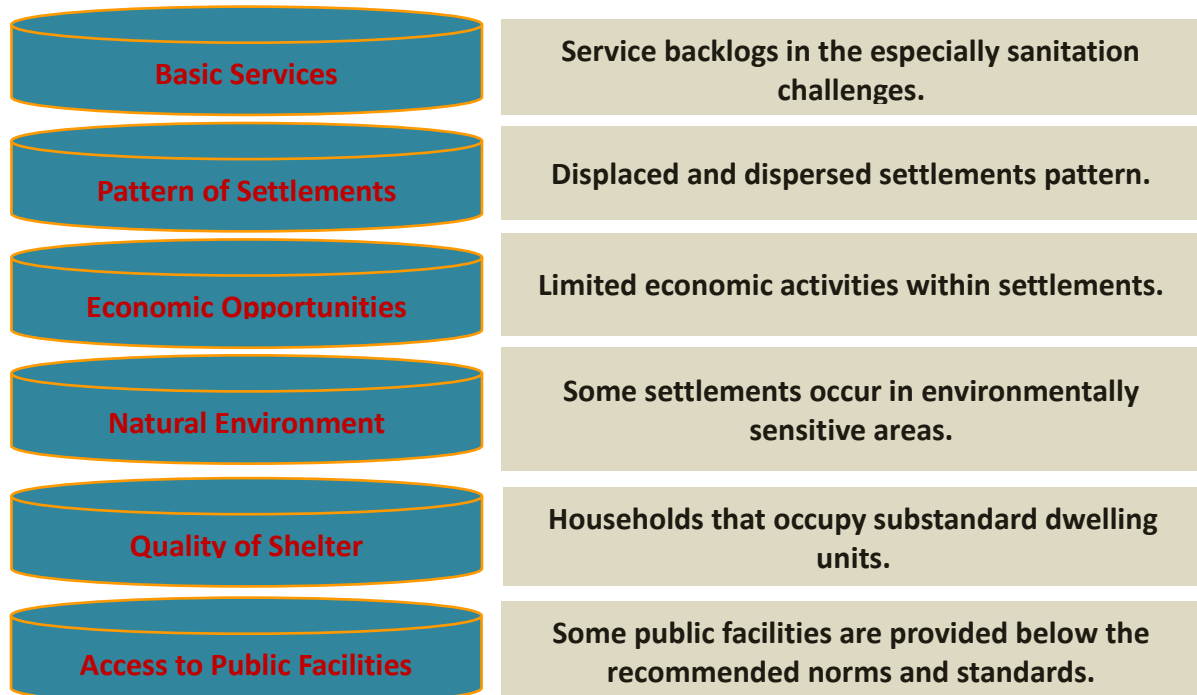 Basic Services
Service backlogs in the especially sanitation
challenges.
Pattern of Settlements
Displaced and dispersed settlements pattern.
Economic Opportunities
Limited economic activities within settlements.
Natural Environment
Some settlements occur in environmentally
sensitive areas.
Quality of Shelter
Households that occupy substandard dwelling
units.
Access to Public Facilities
Some public facilities are provided below the
recommended norms and standards.